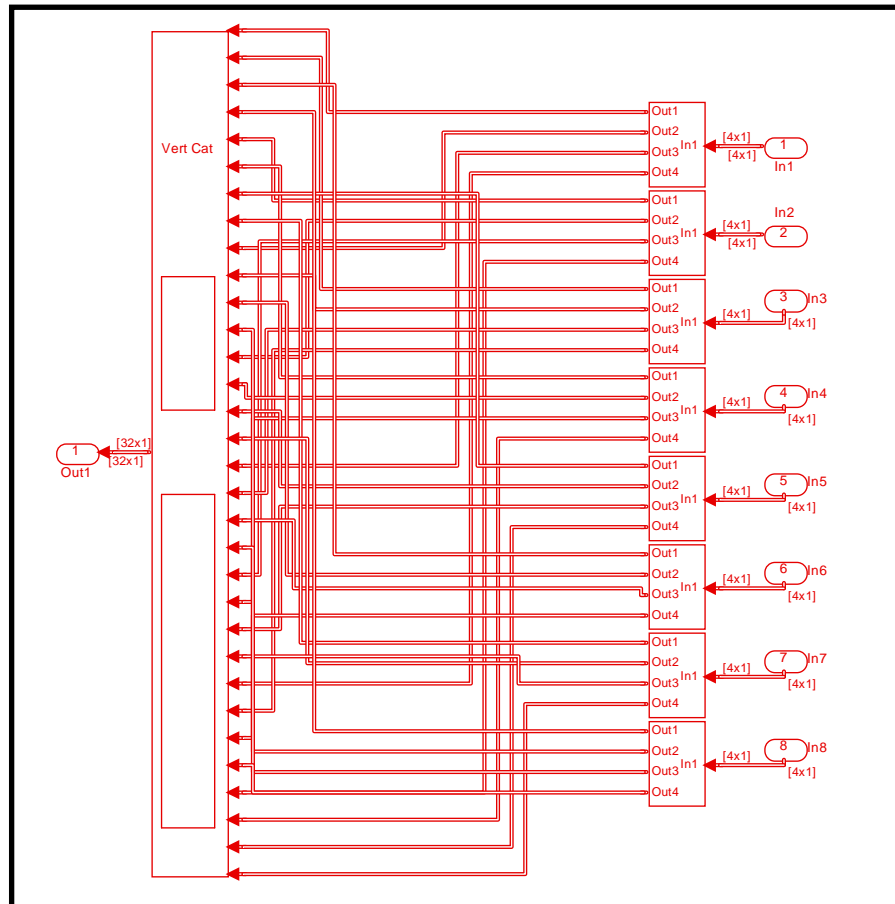 Vert Cat
[32x1]
1
[32x1]
Out1
Out1
Out2
Out3
Out4
In1
[4x1]
[4x1]
1
In1
Out1
Out2
Out3
Out4
In1
[4x1]
[4x1]
In2
2
Out1
Out2
Out3
Out4
In1
[4x1]
3
In3
[4x1]
Out1
Out2
Out3
Out4
In1
[4x1]
4
In4
[4x1]
Out1
Out2
Out3
Out4
In1
[4x1]
5
In5
[4x1]
Out1
Out2
Out3
Out4
In1
[4x1]
6
In6
[4x1]
Out1
Out2
Out3
Out4
In1
[4x1]
7
In7
[4x1]
Out1
Out2
Out3
Out4
In1
[4x1]
8
In8
[4x1]